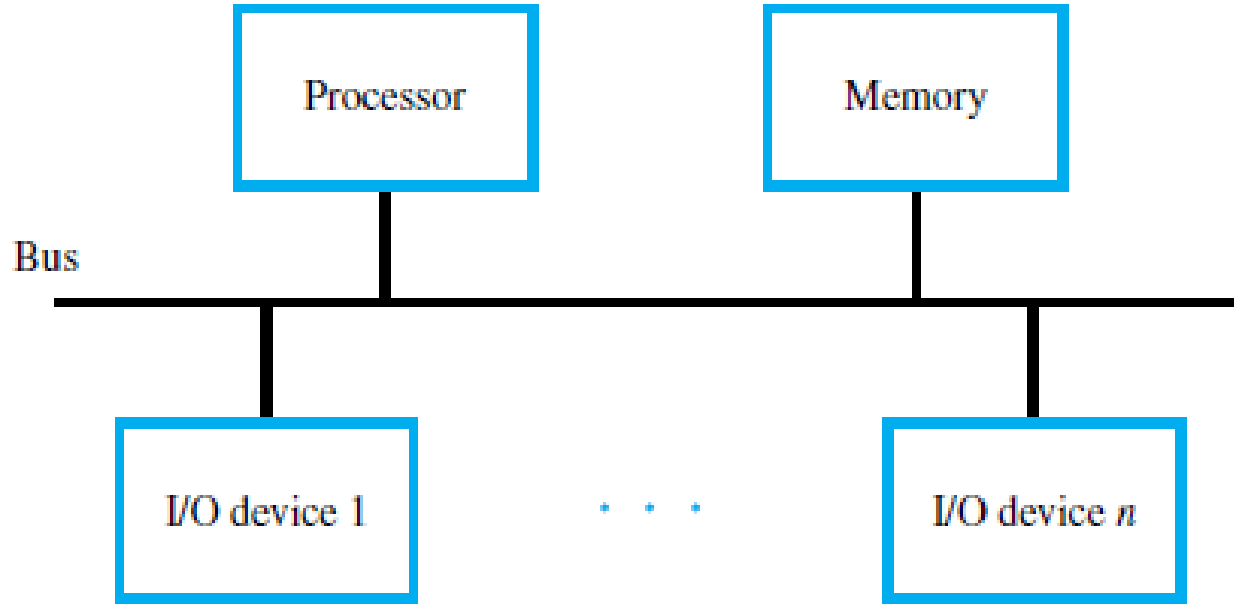 Processor
Memory
Bus
I/O device 1
. . .
I/O device n